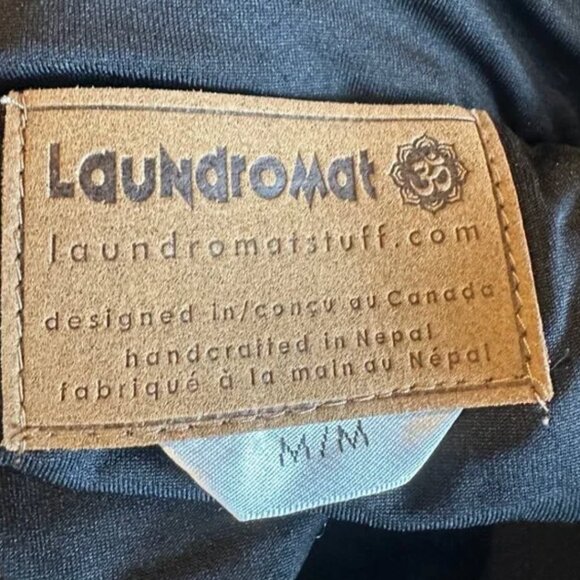 Laundromat ॐ
laundromatstuff.com
designed in/conçu au Canada
handcrafted in Nepal
fabriqué à la main au Népal
M/M